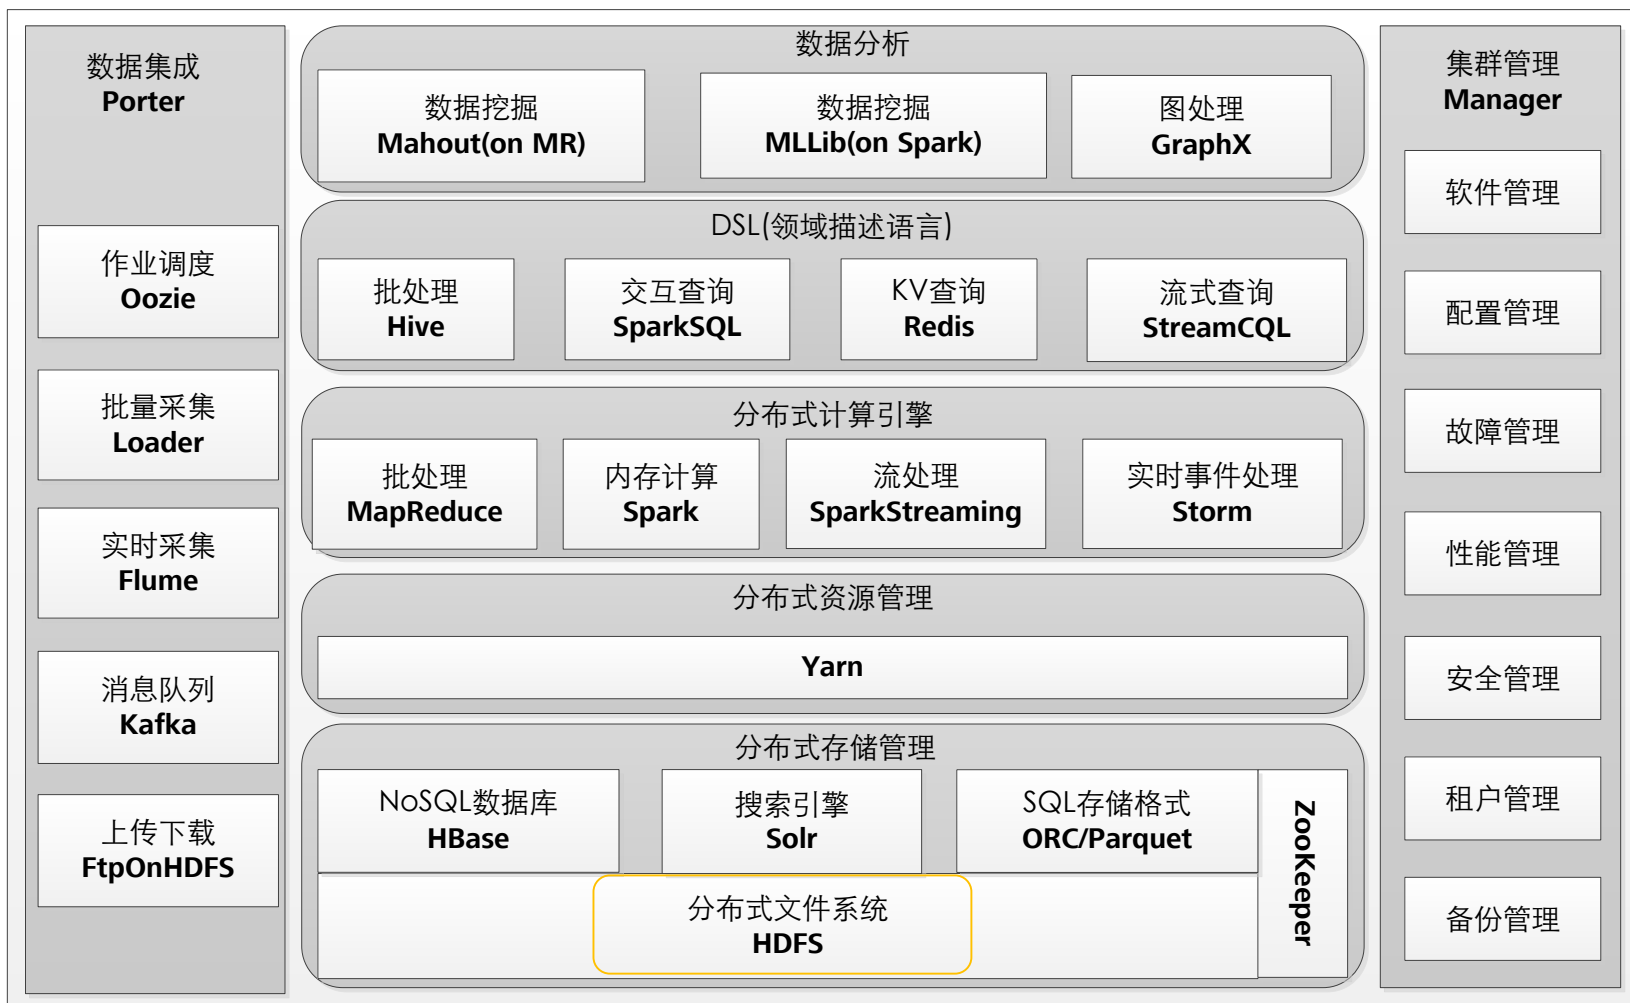 数据集成
Porter
作业调度
Oozie
批量采集
Loader
实时采集
Flume
消息队列
Kafka
上传下载
FtpOnHDFS
数据分析
数据挖掘
Mahout(on MR)
数据挖掘
MLLib(on Spark)
图处理
GraphX
DSL(领域描述语言)
批处理
Hive
交互查询
SparkSQL
KV查询
Redis
流式查询
StreamCQL
分布式计算引擎
批处理
MapReduce
内存计算
Spark
流处理
SparkStreaming
实时事件处理
Storm
分布式资源管理
Yarn
分布式存储管理
NoSQL数据库
HBase
搜索引擎
Solr
SQL存储格式
ORC/Parquet
ZooKeeper
分布式文件系统
HDFS
集群管理
Manager
软件管理
配置管理
故障管理
性能管理
安全管理
租户管理
备份管理